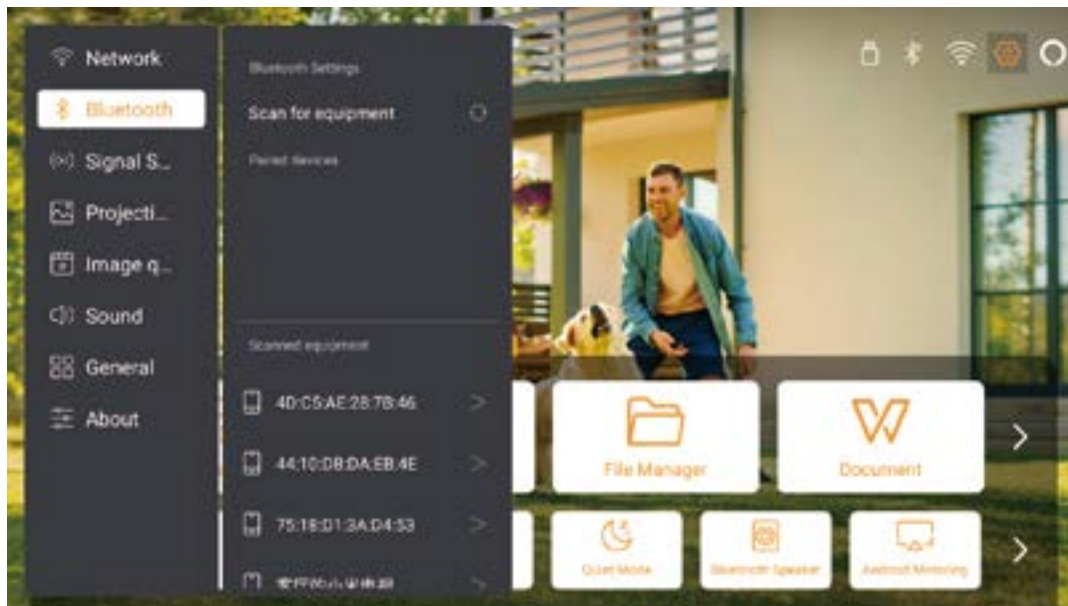 Network
Bluetooth
Signal S...
Projecti...
Image q...
Sound
General
About
Bluetooth Settings
Scan for equipment
Paired devices
Scanned equipment
4D:C5:AE:28:7B:46
44:10:DB:DA:EB:4E
75:18:D1:3A:D4:53
File Manager
Document
Quiet Mode
Bluetooth Speaker
Android Mirroring